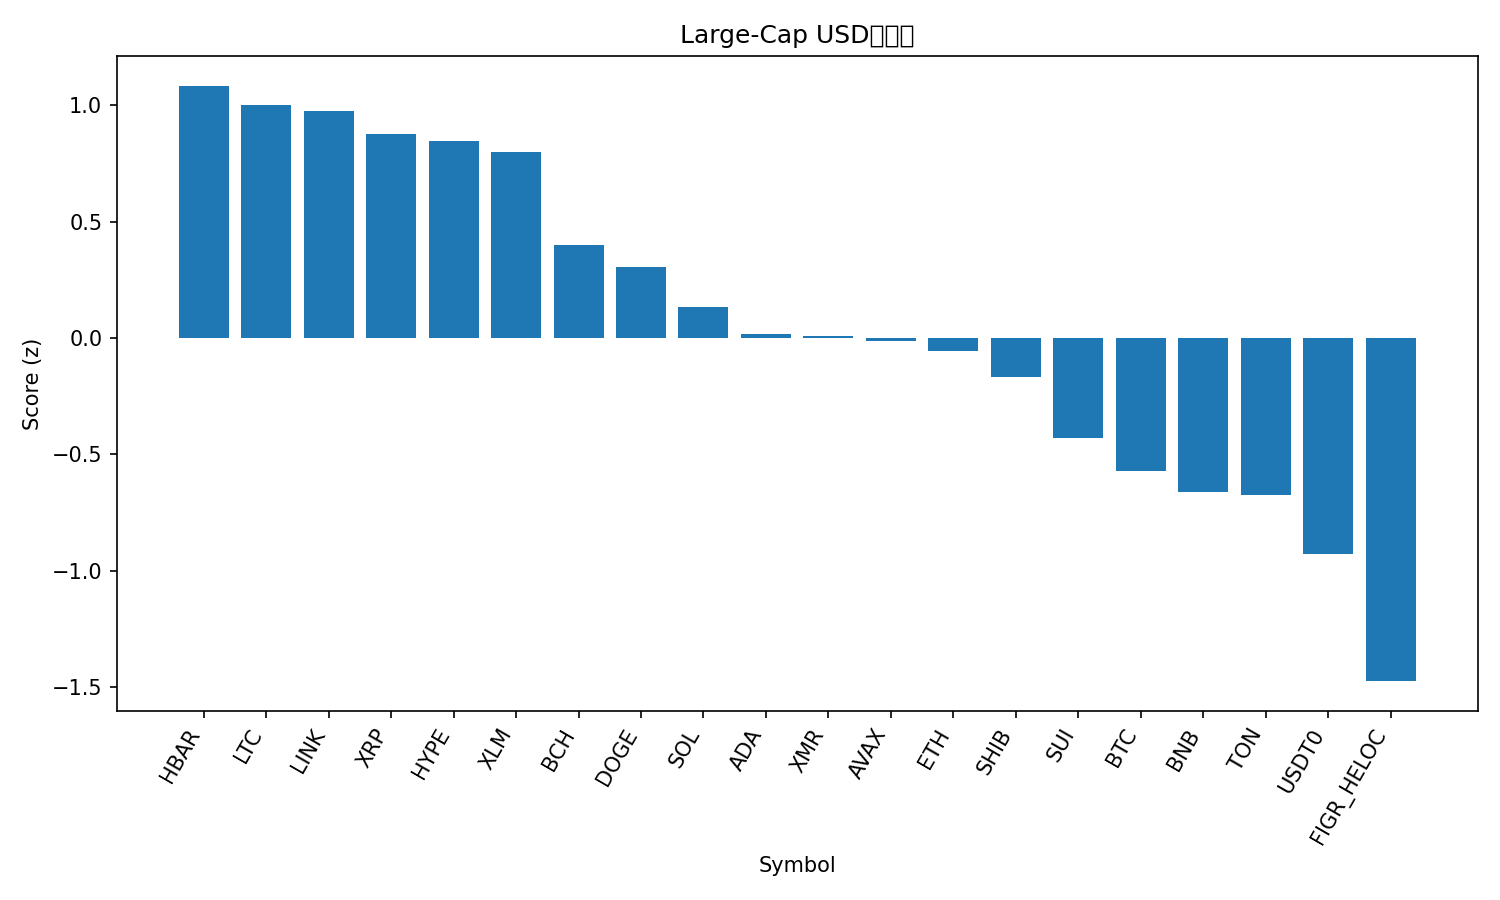 Large-Cap USD
1.0
0.5
0.0
−0.5
−1.0
−1.5
Score (z)
HBAR
LTC
LINK
XRP
HYPE
XLM
BCH
DOGE
SOL
ADA
XMR
AVAX
ETH
SHIB
SUI
BTC
BNB
TON
USDT0
FIGR_HELOC
Symbol